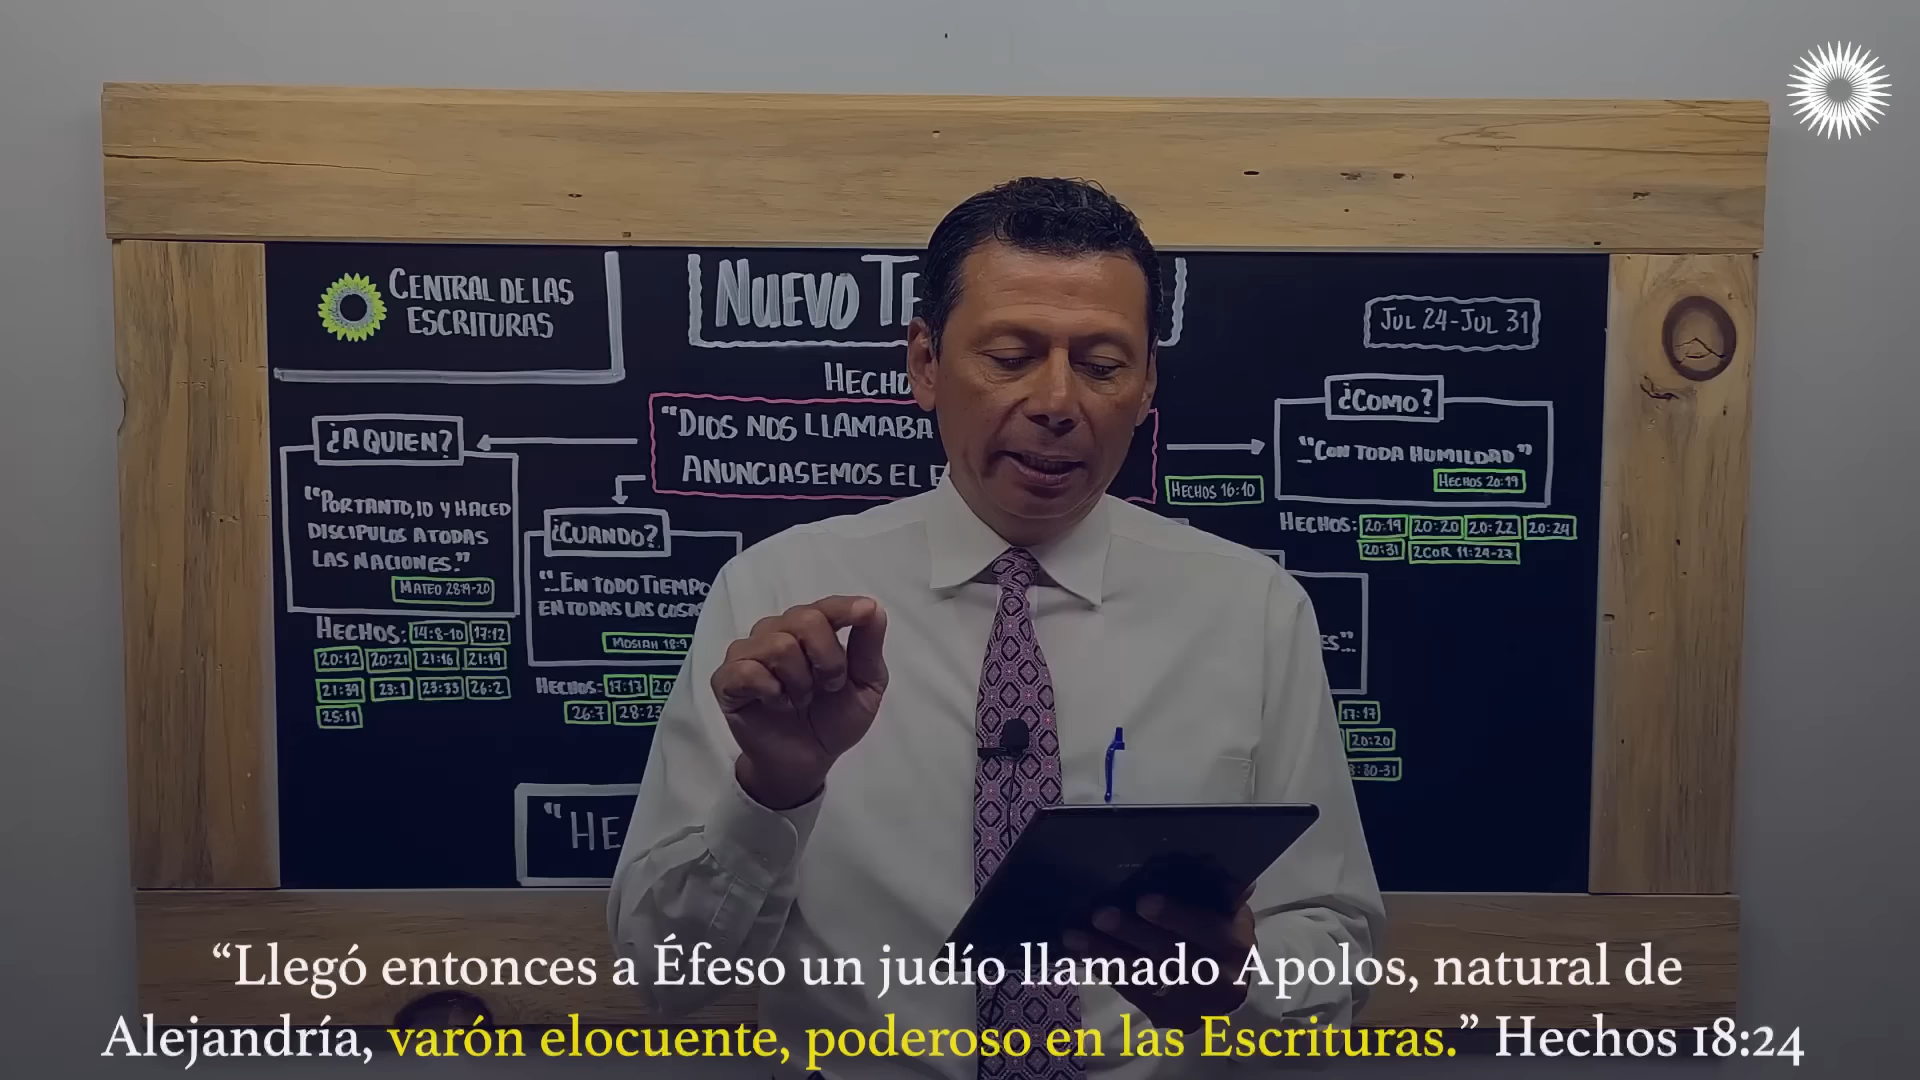 CENTRAL DE LAS
ESCRITURAS
NUEVO TE
JUL 24-JUL 31
HECHO
"DIOS NOS LLAMABA
ANUNCIASEMOS EL E
HECHOS 16:10
¿A QUIEN?
"PORTANTO, ID Y HACED
DISCIPULOS A TODAS
LAS NACIONES."
MATEO 28:19-20
HECHOS: 14:8-10 17:12
20:12 20:21 21:16 21:19
21:39 23:1 23:35 26:2
25:11
¿CUANDO?
"...EN TODO TIEMPO
EN TODAS LAS COSAS
MOSIAH 18:9
HECHOS: 17:17 20
26:7 28:23
¿COMO?
"...CON TODA HUMILDAD"
HECHOS 20:19
HECHOS: 20:19 20:20 20:22 20:24
20:31 2COR 11:24-27
ES"...
17:17
20:20
8:30-31
"HE
“Llegó entonces a Éfeso un judío llamado Apolos, natural de
Alejandría, varón elocuente, poderoso en las Escrituras.” Hechos 18:24